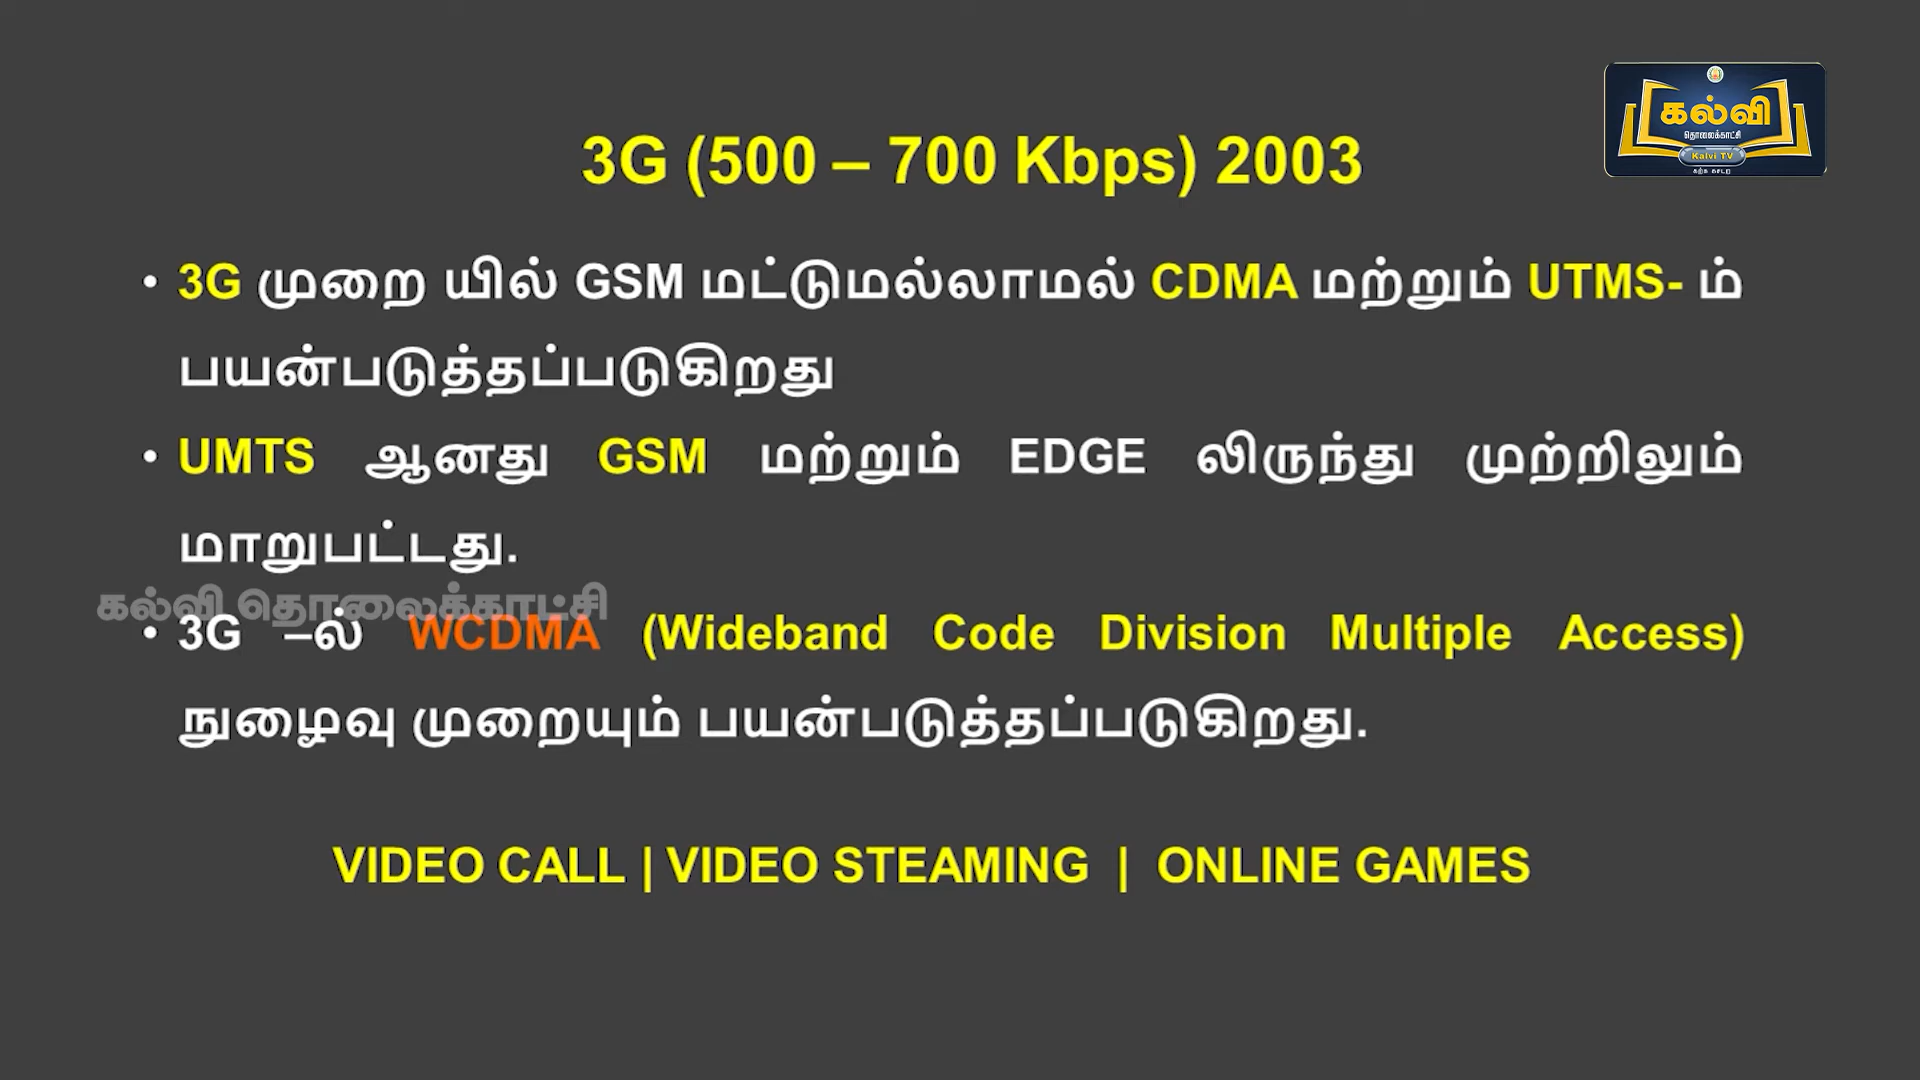 கல்வி
தொலைக்காட்சி
Kalvi TV
கற்க கசடற
3G (500 – 700 Kbps) 2003
• 3G முறை யில் GSM மட்டுமல்லாமல் CDMA மற்றும் UTMS- ம்
பயன்படுத்தப்படுகிறது
• UMTS ஆனது GSM மற்றும் EDGE லிருந்து முற்றிலும்
மாறுபட்டது.
கல்வி தொலைக்காட்சி
• 3G –ல் WCDMA (Wideband Code Division Multiple Access)
நுழைவு முறையும் பயன்படுத்தப்படுகிறது.
VIDEO CALL | VIDEO STEAMING | ONLINE GAMES